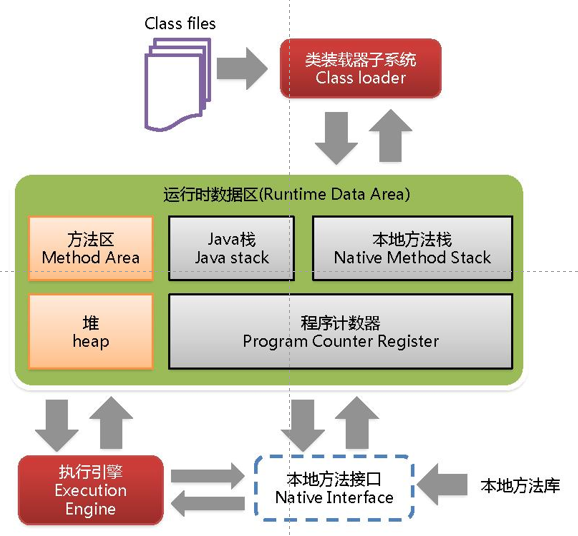 Class files
类装载器子系统
Class loader
运行时数据区(Runtime Data Area)
方法区
Method Area
Java栈
Java stack
本地方法栈
Native Method Stack
堆
heap
程序计数器
Program Counter Register
执行引擎
Execution
Engine
本地方法接口
Native Interface
本地方法库